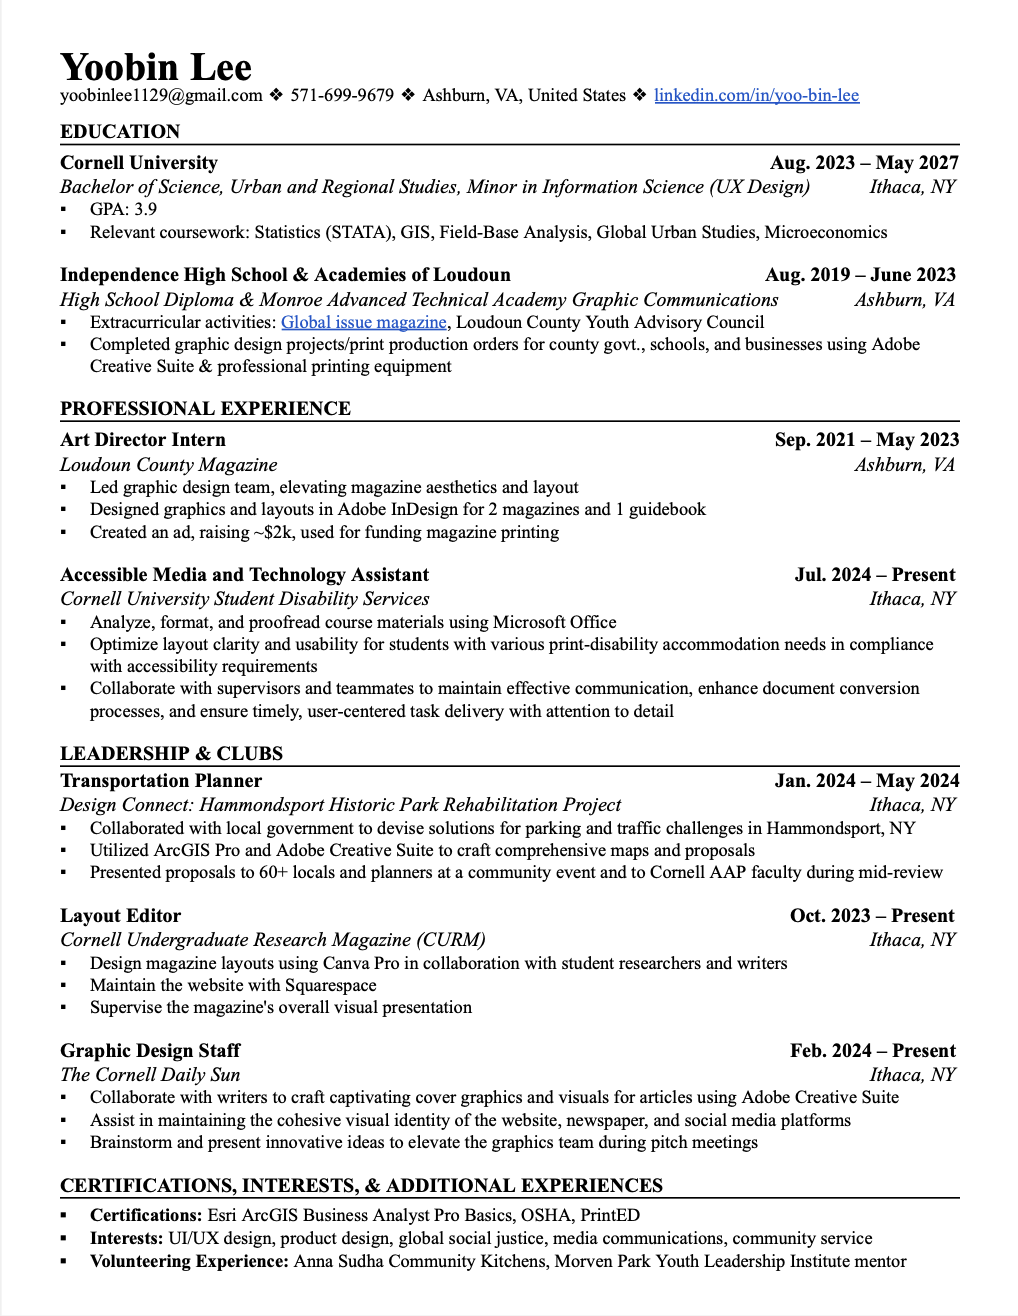 Yoobin Lee
yoobinlee1129@gmail.com ❖ 571-699-9679 ❖ Ashburn, VA, United States ❖ linkedin.com/in/yoo-bin-lee
EDUCATION
Cornell University Aug. 2023 – May 2027
Bachelor of Science, Urban and Regional Studies, Minor in Information Science (UX Design) Ithaca, NY
▪ GPA: 3.9
▪ Relevant coursework: Statistics (STATA), GIS, Field-Base Analysis, Global Urban Studies, Microeconomics
Independence High School & Academies of Loudoun Aug. 2019 – June 2023
High School Diploma & Monroe Advanced Technical Academy Graphic Communications Ashburn, VA
▪ Extracurricular activities: Global issue magazine, Loudoun County Youth Advisory Council
▪ Completed graphic design projects/print production orders for county govt., schools, and businesses using Adobe
Creative Suite & professional printing equipment
PROFESSIONAL EXPERIENCE
Art Director Intern Sep. 2021 – May 2023
Loudoun County Magazine Ashburn, VA
▪ Led graphic design team, elevating magazine aesthetics and layout
▪ Designed graphics and layouts in Adobe InDesign for 2 magazines and 1 guidebook
▪ Created an ad, raising ~$2k, used for funding magazine printing
Accessible Media and Technology Assistant Jul. 2024 – Present
Cornell University Student Disability Services Ithaca, NY
▪ Analyze, format, and proofread course materials using Microsoft Office
▪ Optimize layout clarity and usability for students with various print-disability accommodation needs in compliance
with accessibility requirements
▪ Collaborate with supervisors and teammates to maintain effective communication, enhance document conversion
processes, and ensure timely, user-centered task delivery with attention to detail
LEADERSHIP & CLUBS
Transportation Planner Jan. 2024 – May 2024
Design Connect: Hammondsport Historic Park Rehabilitation Project Ithaca, NY
▪ Collaborated with local government to devise solutions for parking and traffic challenges in Hammondsport, NY
▪ Utilized ArcGIS Pro and Adobe Creative Suite to craft comprehensive maps and proposals
▪ Presented proposals to 60+ locals and planners at a community event and to Cornell AAP faculty during mid-review
Layout Editor Oct. 2023 – Present
Cornell Undergraduate Research Magazine (CURM) Ithaca, NY
▪ Design magazine layouts using Canva Pro in collaboration with student researchers and writers
▪ Maintain the website with Squarespace
▪ Supervise the magazine's overall visual presentation
Graphic Design Staff Feb. 2024 – Present
The Cornell Daily Sun Ithaca, NY
▪ Collaborate with writers to craft captivating cover graphics and visuals for articles using Adobe Creative Suite
▪ Assist in maintaining the cohesive visual identity of the website, newspaper, and social media platforms
▪ Brainstorm and present innovative ideas to elevate the graphics team during pitch meetings
CERTIFICATIONS, INTERESTS, & ADDITIONAL EXPERIENCES
▪ Certifications: Esri ArcGIS Business Analyst Pro Basics, OSHA, PrintED
▪ Interests: UI/UX design, product design, global social justice, media communications, community service
▪ Volunteering Experience: Anna Sudha Community Kitchens, Morven Park Youth Leadership Institute mentor